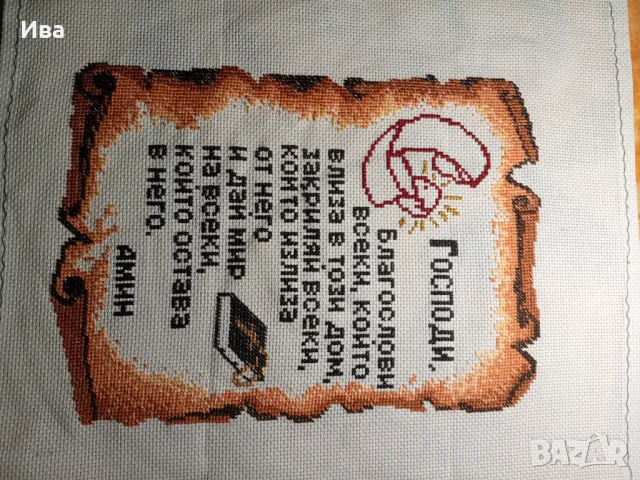 Ива
Господи,
благослови
всеки, който
влиза в този дом,
закриляй всеки,
който излиза
от него
и дай мир
на всеки,
който остава
в него.
Амин
BAZAR